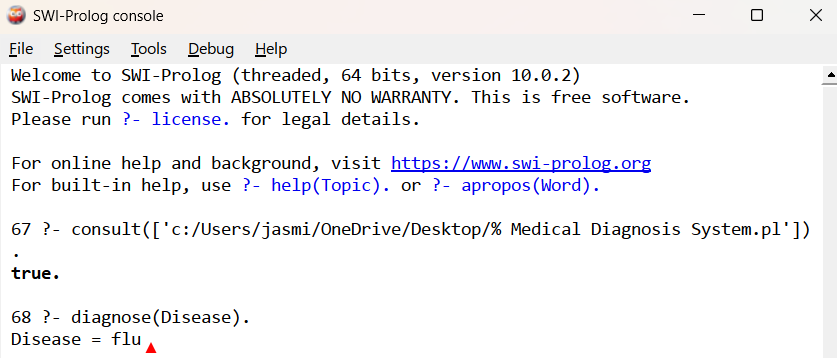 SWI-Prolog console
File Settings Tools Debug Help
Welcome to SWI-Prolog (threaded, 64 bits, version 10.0.2)
SWI-Prolog comes with ABSOLUTELY NO WARRANTY. This is free software.
Please run ?- license. for legal details.
For online help and background, visit https://www.swi-prolog.org
For built-in help, use ?- help(Topic). or ?- apropos(Word).
67 ?- consult(['c:/Users/jasmi/OneDrive/Desktop/% Medical Diagnosis System.pl'])
.
true.
68 ?- diagnose(Disease).
Disease = flu